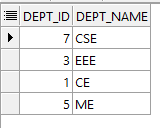 DEPT_ID DEPT_NAME
7 CSE
3 EEE
1 CE
5 ME